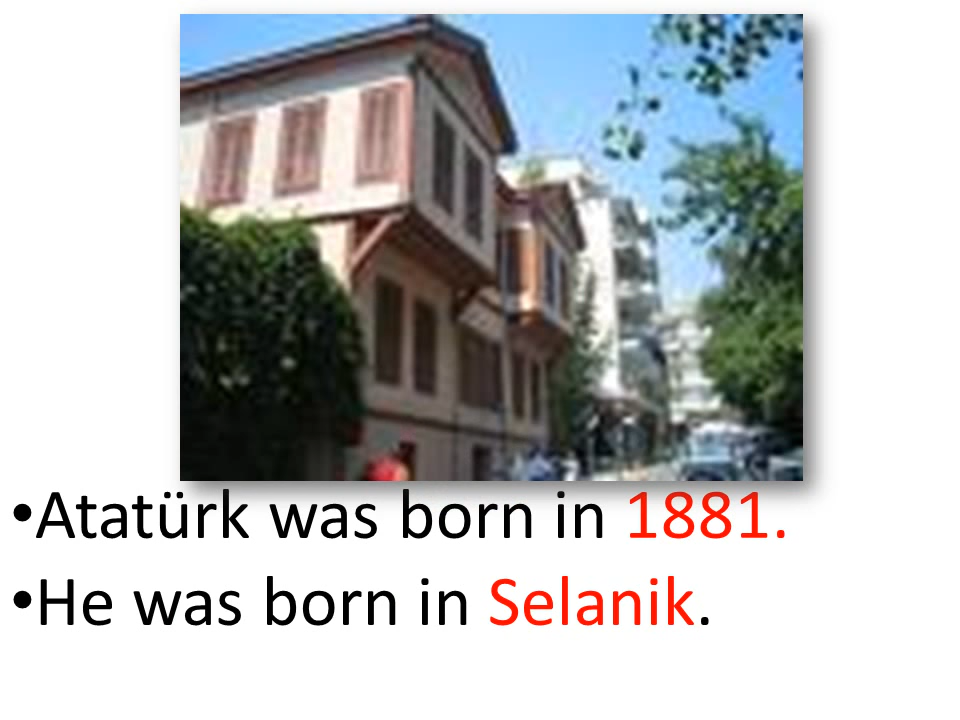 •Atatürk was born in 1881.
•He was born in Selanik.